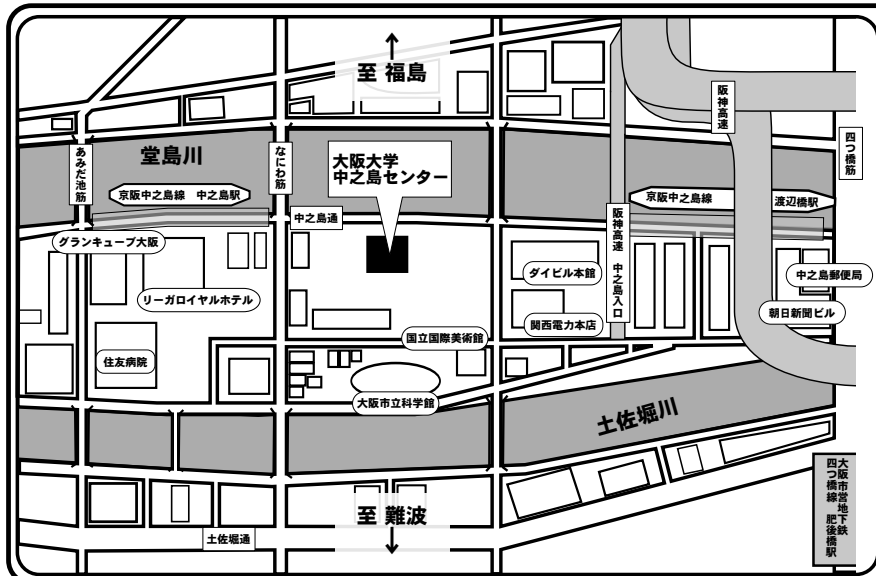 至 福島
阪神高速
四つ橋筋
あみだ池筋
堂島川
なにわ筋
大阪大学
中之島センター
京阪中之島線　中之島駅
京阪中之島線
渡辺橋駅
中之島通
阪神高速　中之島入口
グランキューブ大阪
ダイビル本館
中之島郵便局
リーガロイヤルホテル
朝日新聞ビル
関西電力本店
国立国際美術館
住友病院
大阪市立科学館
土佐堀川
大阪市営地下鉄
四つ橋線　肥後橋駅
至 難波
土佐堀通